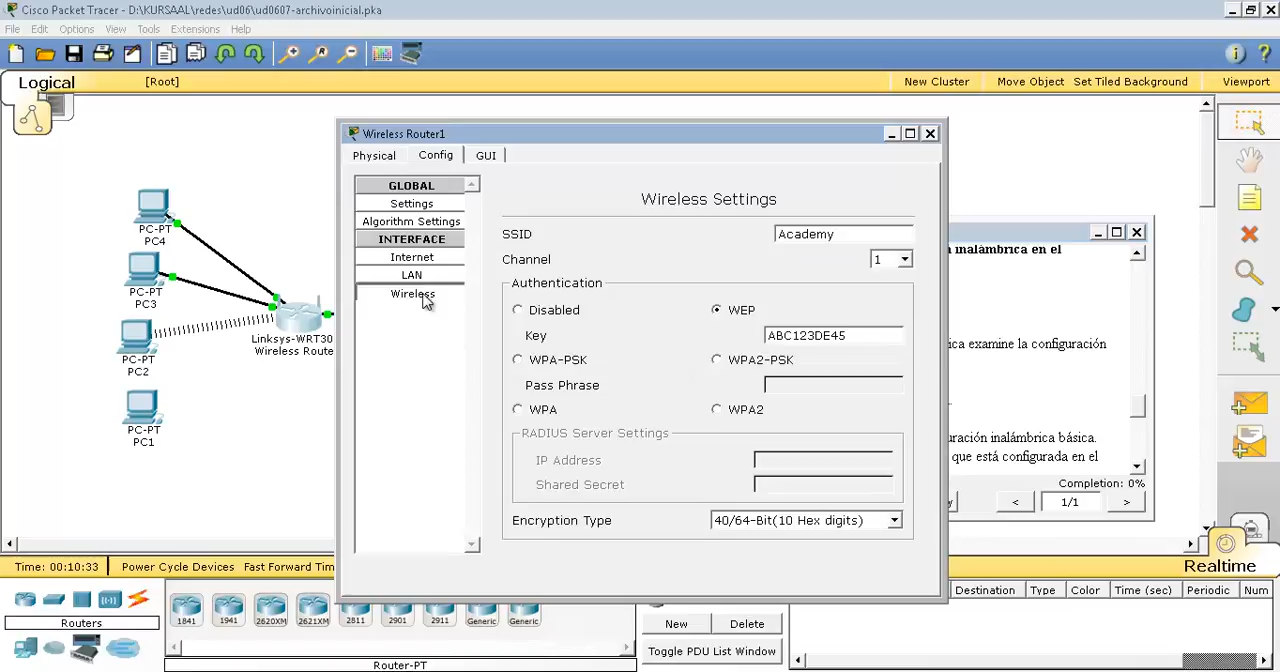 Cisco Packet Tracer - D:\KURSAAL\redes\ud06\ud0607-archivoinicial.pka
File Edit Options View Tools Extensions Help
Logical [Root] New Cluster Move Object Set Tiled Background Viewport
Wireless Router1
Physical Config GUI
GLOBAL
Settings
Algorithm Settings
INTERFACE
Internet
LAN
Wireless
Wireless Settings
SSID Academy
Channel 1
Authentication
Disabled WEP
Key ABC123DE45
WPA-PSK WPA2-PSK
Pass Phrase
WPA WPA2
RADIUS Server Settings
IP Address
Shared Secret
Encryption Type 40/64-Bit(10 Hex digits)
PC-PT
PC4
PC-PT
PC3
PC-PT
PC2
PC-PT
PC1
Linksys-WRT30
Wireless Route
inalámbrica en el
ica examine la configuración
uración inalámbrica básica.
que está configurada en el
Completion: 0%
< 1/1 >
Time: 00:10:33 Power Cycle Devices Fast Forward Tim
Realtime
Routers
1841 1941 2620XM 2621XM 2811 2901 2911 Generic Generic
Router-PT
New Delete
Toggle PDU List Window
Destination Type Color Time (sec) Periodic Num